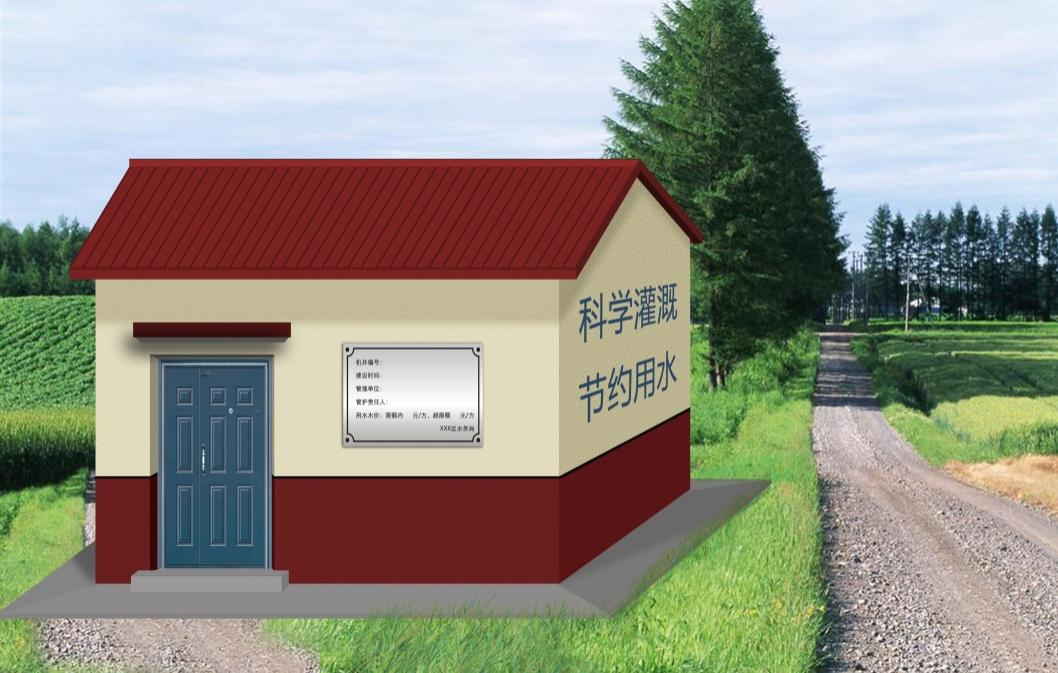 机井编号：
建设时间：
管理单位：
管护责任人：
用水水价：限额内 元/方，超限额 元/方
XXX区水务局
科学灌溉
节约用水